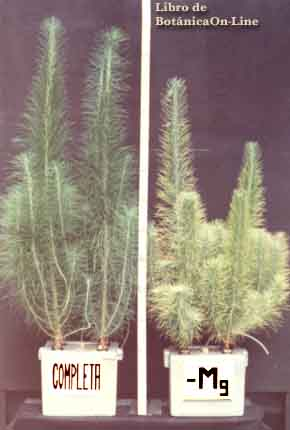 Libro de
BotánicaOn-Line
COMPLETA
-Mg